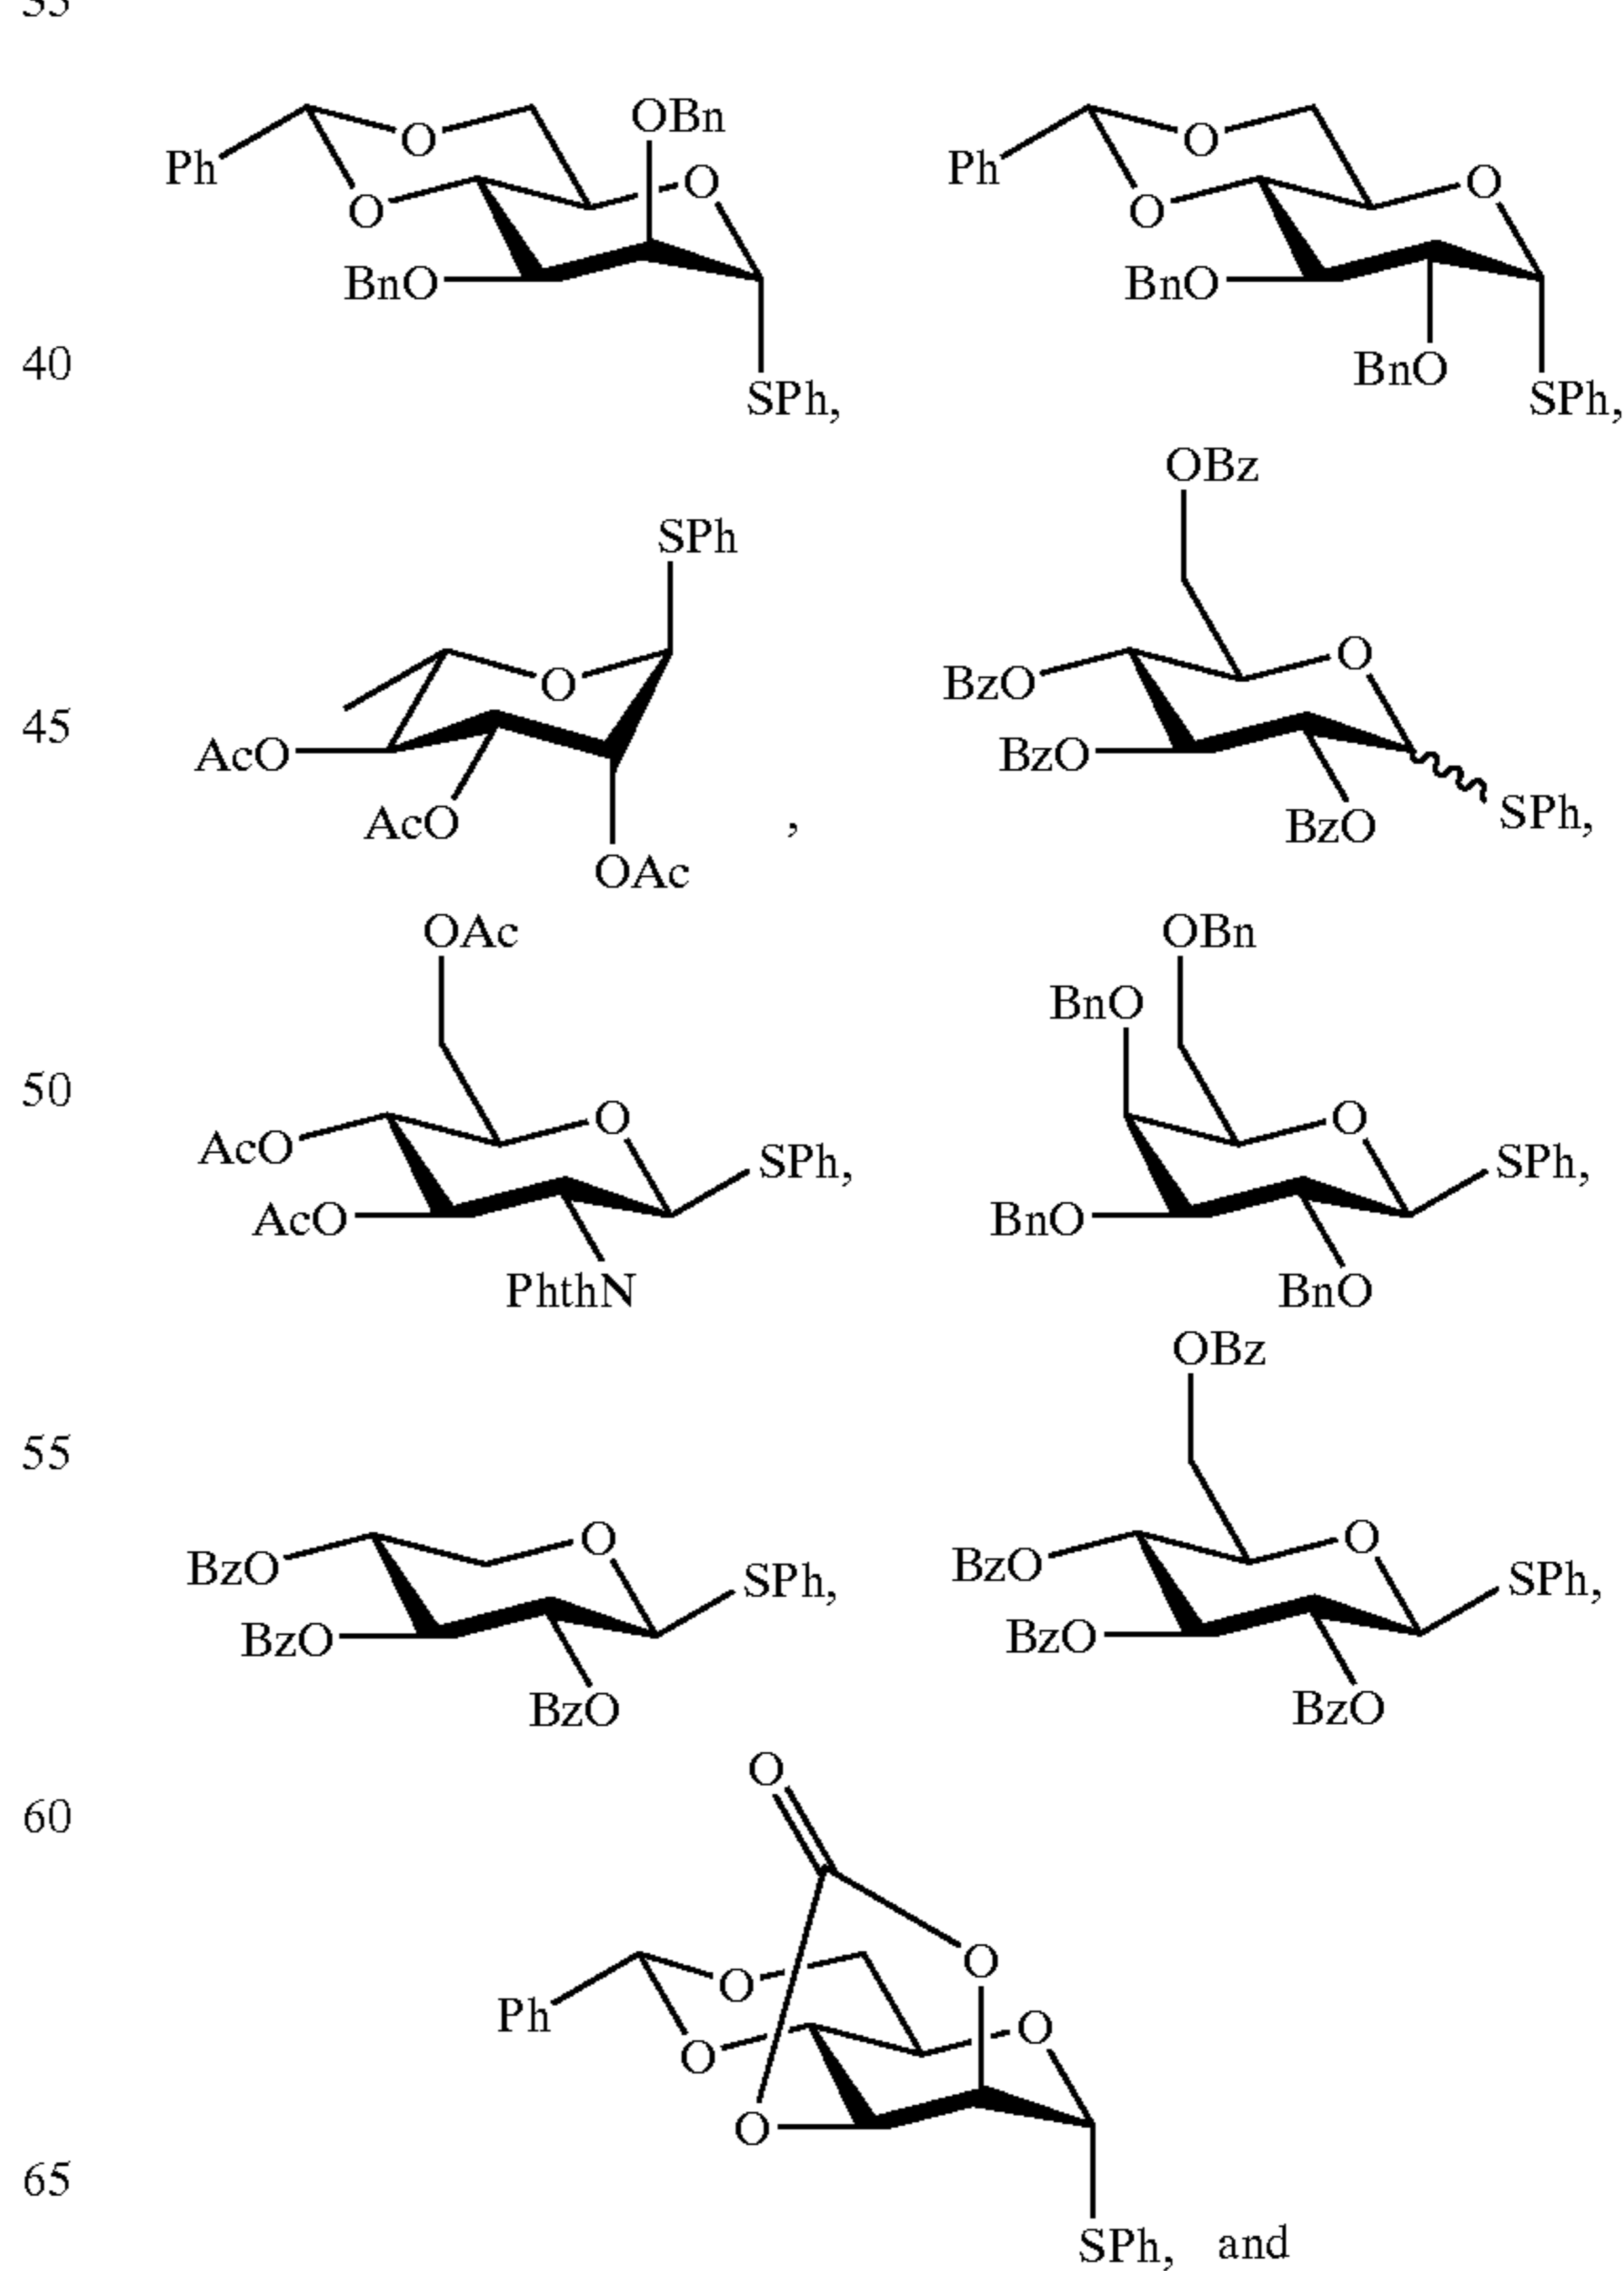 35
OBn
O O
Ph
O
BnO
SPh,
O O
Ph
O
BnO
BnO
SPh,
40
SPh
O
AcO
AcO
OAc
,
OBz
O
BzO
BzO
BzO
SPh,
45
OAc
O
AcO
SPh,
AcO
PhthN
OBn
BnO
O
SPh,
BnO
BnO
50
O
BzO
SPh,
BzO
BzO
OBz
O
BzO
SPh,
BzO
BzO
55
O
60
O
O O
Ph
O
O
SPh, and
65